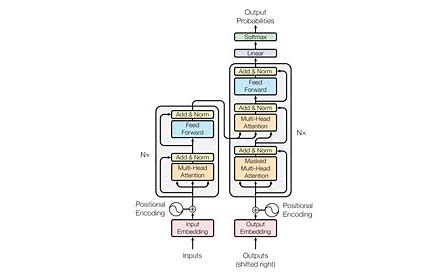 Output
Probabilities
Softmax
Linear
Add & Norm
Feed
Forward
Add & Norm
Multi-Head
Attention
Add & Norm
Masked
Multi-Head
Attention
N×
Positional
Encoding
Output
Embedding
Outputs
(shifted right)
Add & Norm
Feed
Forward
Add & Norm
Multi-Head
Attention
N×
Positional
Encoding
Input
Embedding
Inputs